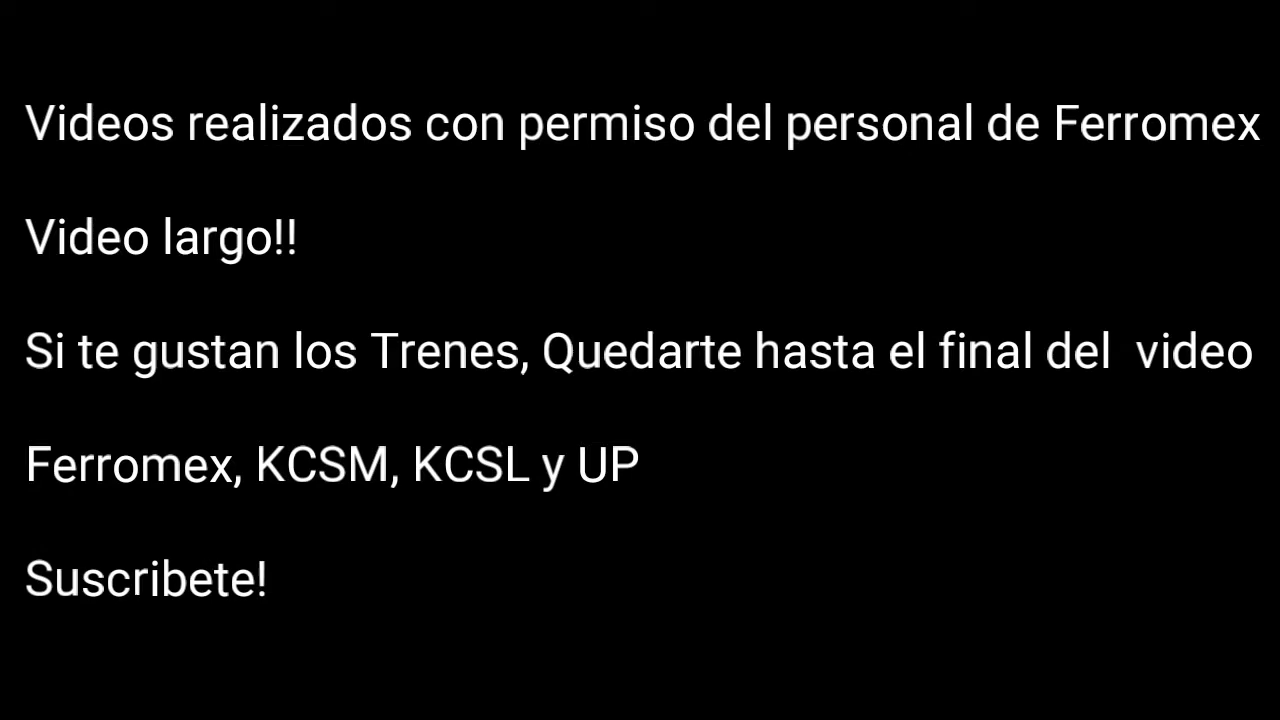 Videos realizados con permiso del personal de Ferromex
Video largo!!
Si te gustan los Trenes, Quedarte hasta el final del  video
Ferromex, KCSM, KCSL y UP
Suscribete!